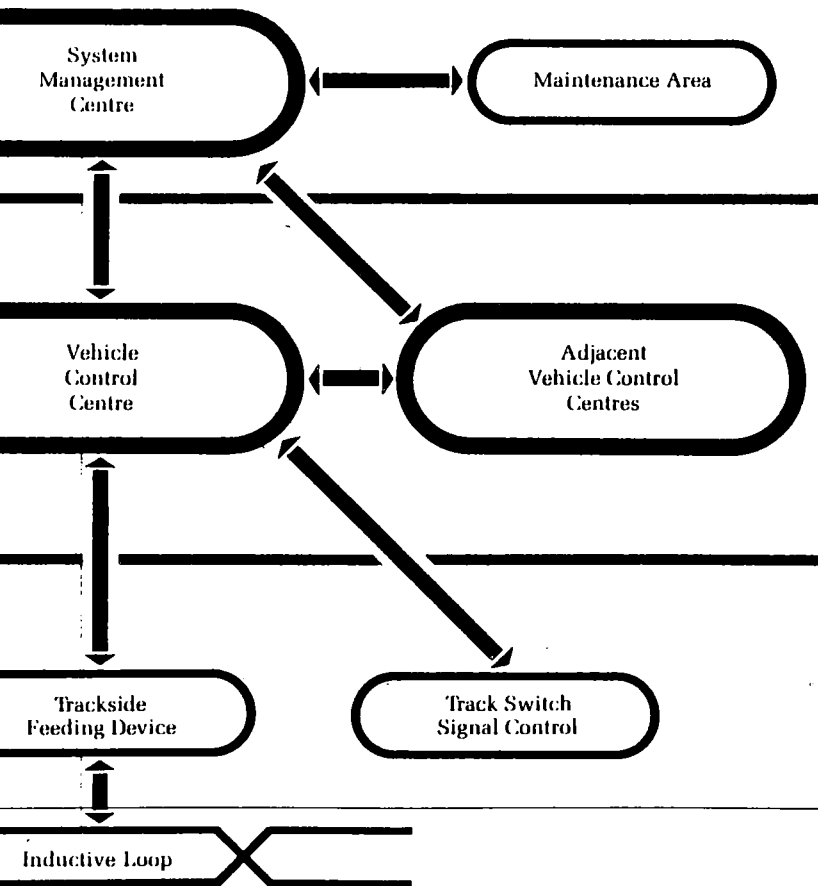 System
Management
Centre
Maintenance Area
Vehicle
Control
Centre
Adjacent
Vehicle Control
Centres
Trackside
Feeding Device
Track Switch
Signal Control
Inductive Loop